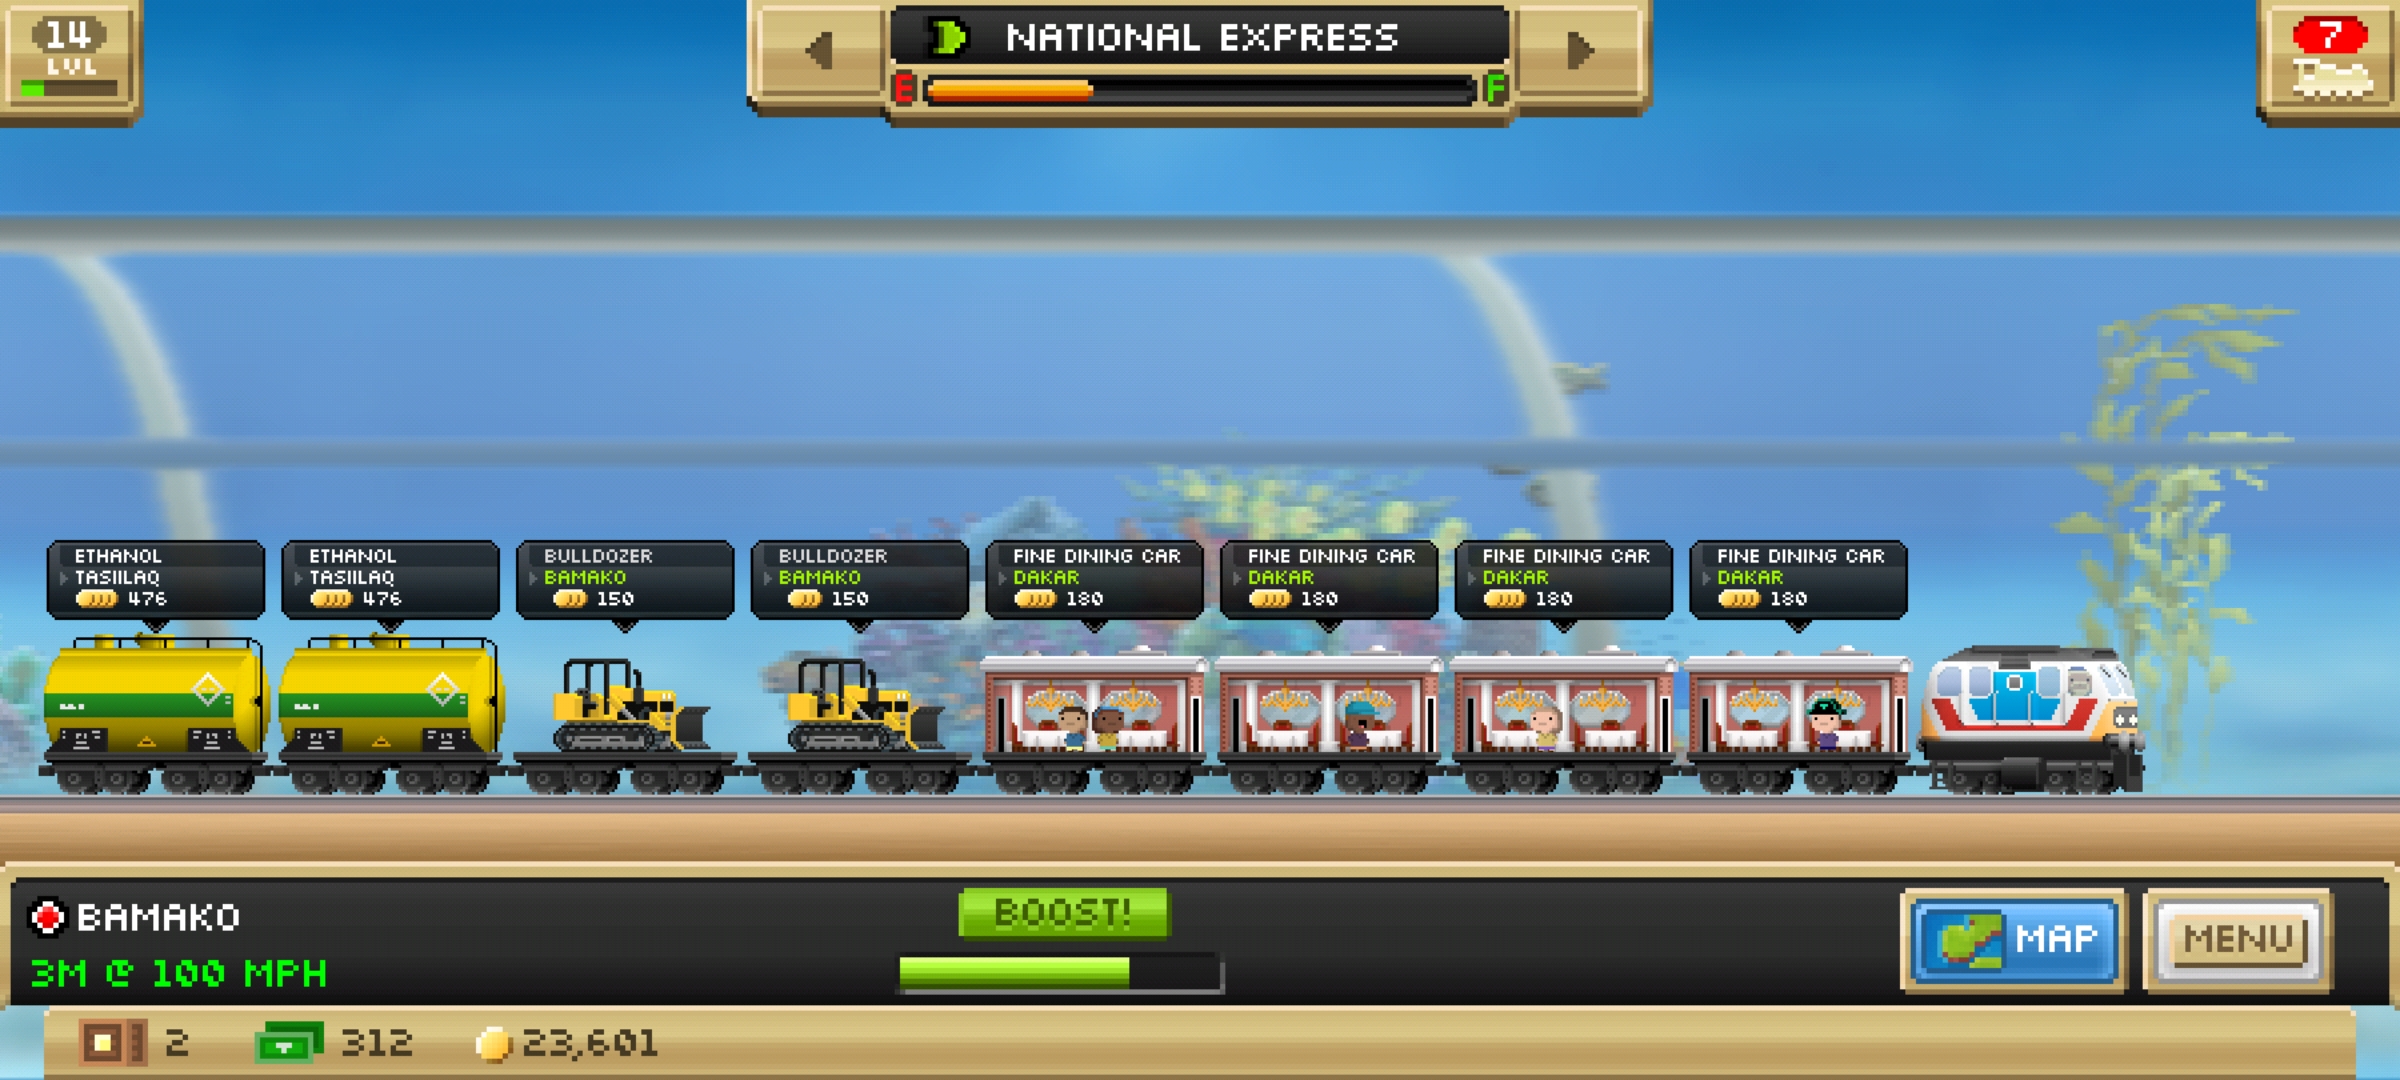 14
LVL
NATIONAL EXPRESS
E F
7
ETHANOL
TASIILAQ
476
ETHANOL
TASIILAQ
476
BULLDOZER
BAMAKO
150
BULLDOZER
BAMAKO
150
FINE DINING CAR
DAKAR
180
FINE DINING CAR
DAKAR
180
FINE DINING CAR
DAKAR
180
FINE DINING CAR
DAKAR
180
BAMAKO
3M @ 100 MPH
BOOST!
MAP
MENU
2
312
23,601